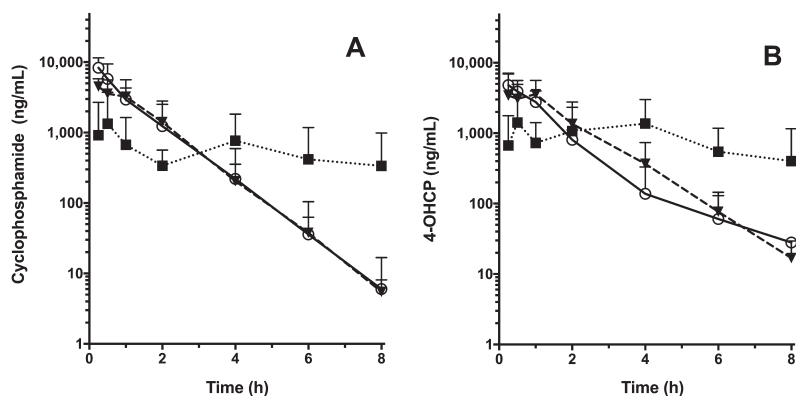 A
Cyclophosphamide (ng/mL)
10,000
1,000
100
10
1
0 2 4 6 8
Time (h)
B
4-OHCP (ng/mL)
10,000
1,000
100
10
1
0 2 4 6 8
Time (h)